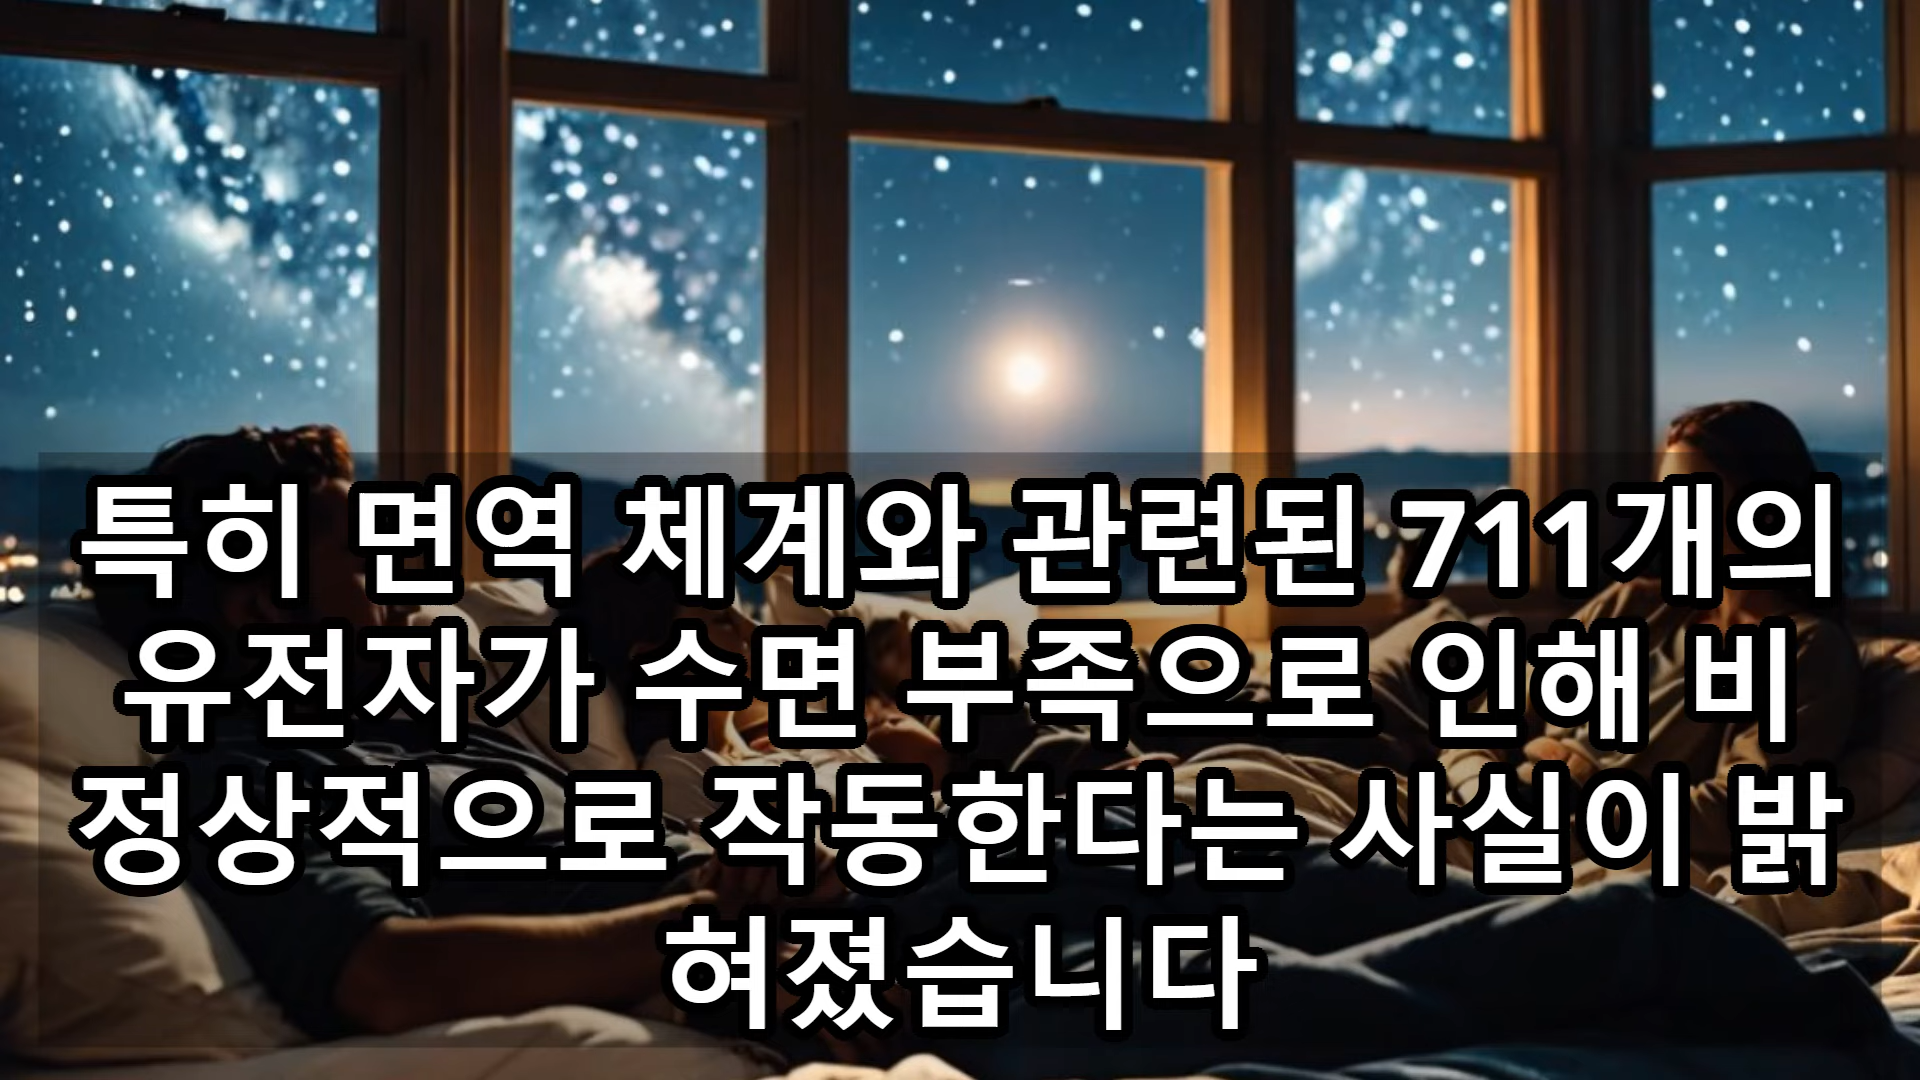 특히 면역 체계와 관련된 711개의
유전자가 수면 부족으로 인해 비
정상적으로 작동한다는 사실이 밝
혀졌습니다